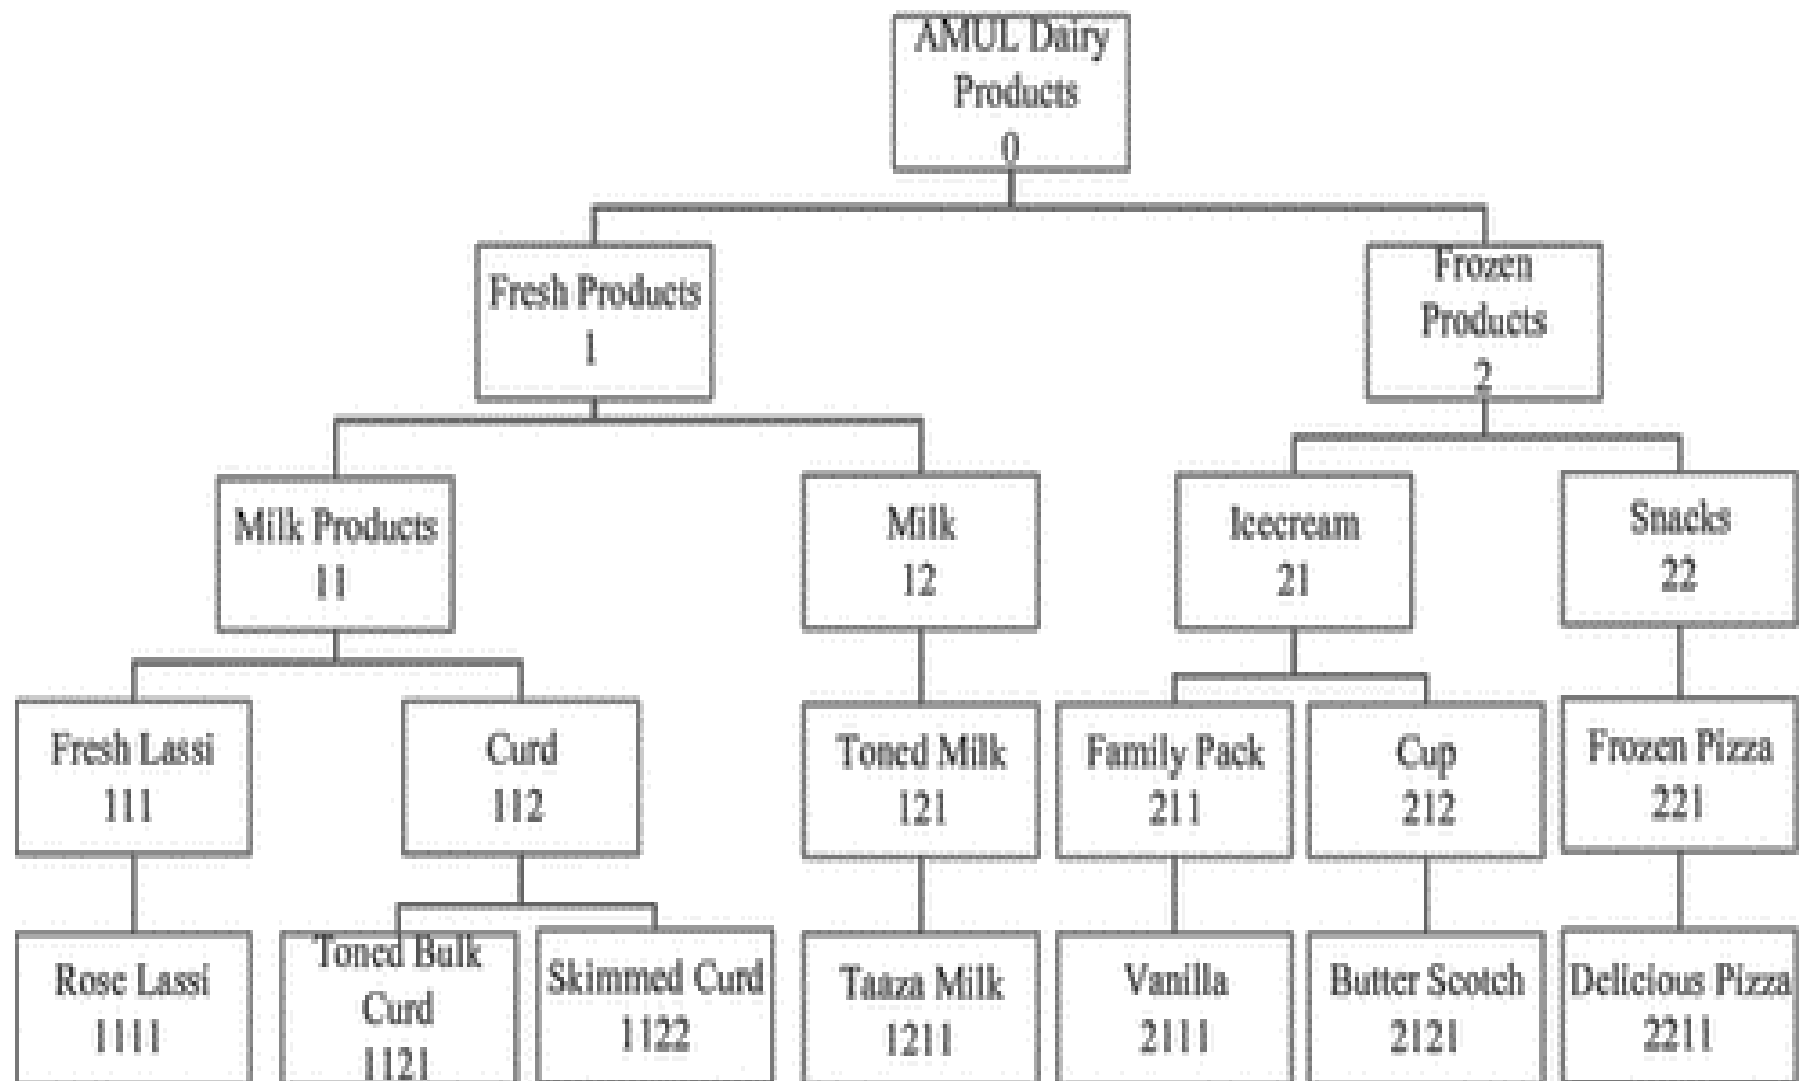 AMUL Dairy
Products
0
Fresh Products
1
Frozen
Products
2
Milk Products
11
Milk
12
Icecream
21
Snacks
22
Fresh Lassi
111
Curd
112
Toned Milk
121
Family Pack
211
Cup
212
Frozen Pizza
221
Rose Lassi
1111
Toned Bulk
Curd
1121
Skimmed Curd
1122
Taaza Milk
1211
Vanilla
2111
Butter Scotch
2121
Delicious Pizza
2211